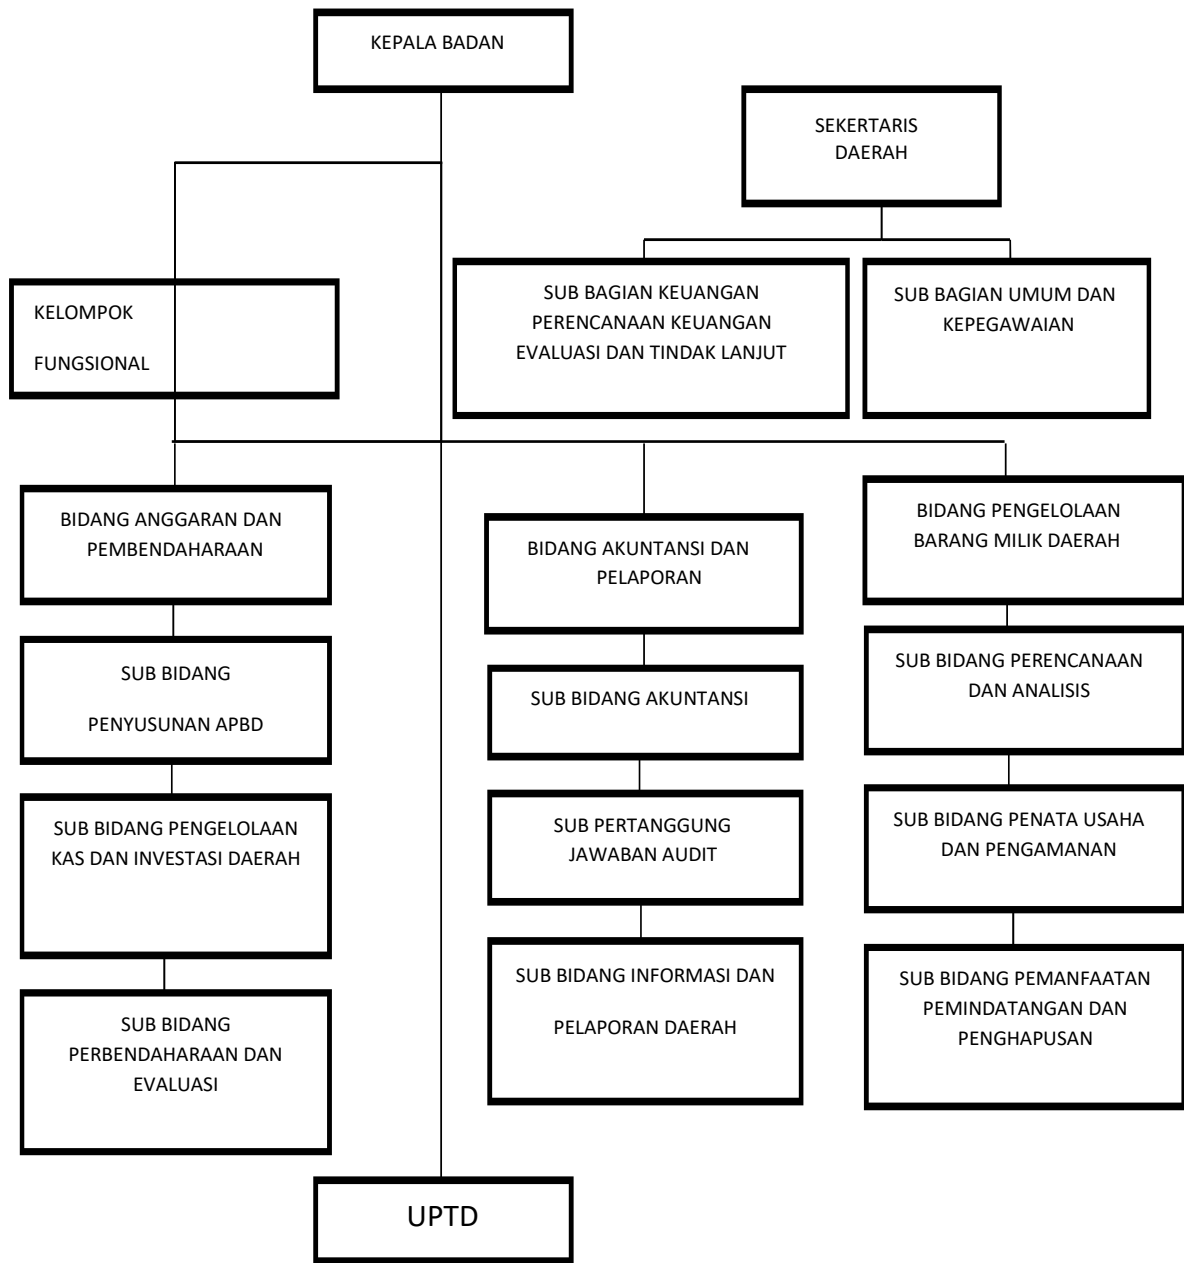 KEPALA BADAN
SEKERTARIS
DAERAH
SUB BAGIAN KEUANGAN
PERENCANAAN KEUANGAN
EVALUASI DAN TINDAK LANJUT
SUB BAGIAN UMUM DAN
KEPEGAWAIAN
KELOMPOK
FUNGSIONAL
BIDANG ANGGARAN DAN
PEMBENDAHARAAN
BIDANG AKUNTANSI DAN
PELAPORAN
BIDANG PENGELOLAAN
BARANG MILIK DAERAH
SUB BIDANG
PENYUSUNAN APBD
SUB BIDANG AKUNTANSI
SUB BIDANG PERENCANAAN
DAN ANALISIS
SUB BIDANG PENGELOLAAN
KAS DAN INVESTASI DAERAH
SUB PERTANGGUNG
JAWABAN AUDIT
SUB BIDANG PENATA USAHA
DAN PENGAMANAN
SUB BIDANG
PERBENDAHARAAN DAN
EVALUASI
SUB BIDANG INFORMASI DAN
PELAPORAN DAERAH
SUB BIDANG PEMANFAATAN
PEMINDATANGAN DAN
PENGHAPUSAN
UPTD